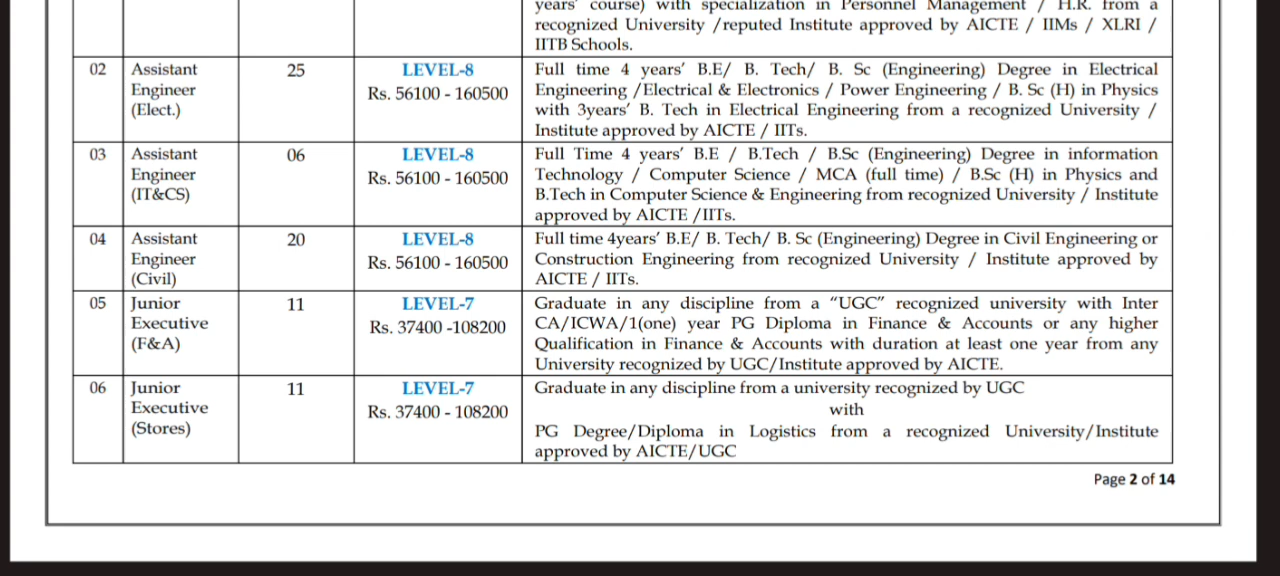 years' course) with specialization in Personnel Management / H.R. from a
recognized University /reputed Institute approved by AICTE / IIMs / XLRI /
IITB Schools.
02 Assistant Engineer (Elect.) 25 LEVEL-8 Rs. 56100 - 160500
Full time 4 years' B.E/ B. Tech/ B. Sc (Engineering) Degree in Electrical
Engineering /Electrical & Electronics / Power Engineering / B. Sc (H) in Physics
with 3years' B. Tech in Electrical Engineering from a recognized University /
Institute approved by AICTE / IITs.
03 Assistant Engineer (IT&CS) 06 LEVEL-8 Rs. 56100 - 160500
Full Time 4 years' B.E / B.Tech / B.Sc (Engineering) Degree in information
Technology / Computer Science / MCA (full time) / B.Sc (H) in Physics and
B.Tech in Computer Science & Engineering from recognized University / Institute
approved by AICTE /IITs.
04 Assistant Engineer (Civil) 20 LEVEL-8 Rs. 56100 - 160500
Full time 4years' B.E/ B. Tech/ B. Sc (Engineering) Degree in Civil Engineering or
Construction Engineering from recognized University / Institute approved by
AICTE / IITs.
05 Junior Executive (F&A) 11 LEVEL-7 Rs. 37400 -108200
Graduate in any discipline from a "UGC" recognized university with Inter
CA/ICWA/1(one) year PG Diploma in Finance & Accounts or any higher
Qualification in Finance & Accounts with duration at least one year from any
University recognized by UGC/Institute approved by AICTE.
06 Junior Executive (Stores) 11 LEVEL-7 Rs. 37400 - 108200
Graduate in any discipline from a university recognized by UGC
with
PG Degree/Diploma in Logistics from a recognized University/Institute
approved by AICTE/UGC
Page 2 of 14